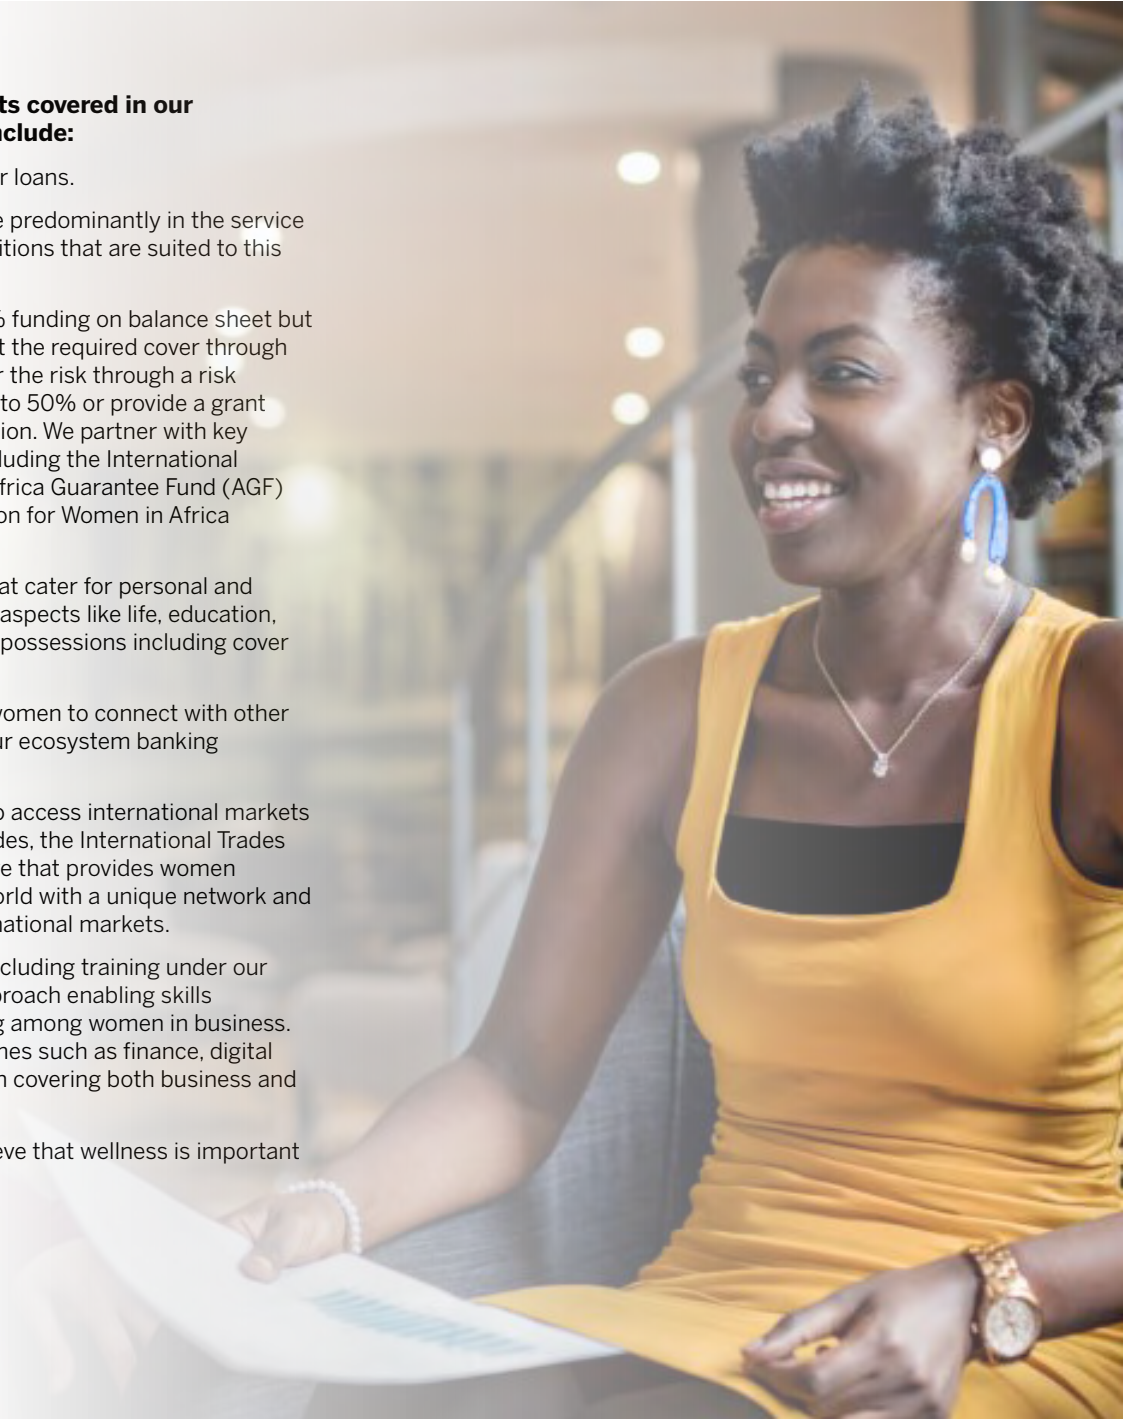 ts covered in our
nclude:
r loans.
e predominantly in the service
itions that are suited to this
% funding on balance sheet but
t the required cover through
r the risk through a risk
to 50% or provide a grant
ion. We partner with key
luding the International
frica Guarantee Fund (AGF)
on for Women in Africa
at cater for personal and
aspects like life, education,
possessions including cover
women to connect with other
ur ecosystem banking
o access international markets
des, the International Trades
e that provides women
orld with a unique network and
national markets.
cluding training under our
proach enabling skills
g among women in business.
mes such as finance, digital
n covering both business and
eve that wellness is important